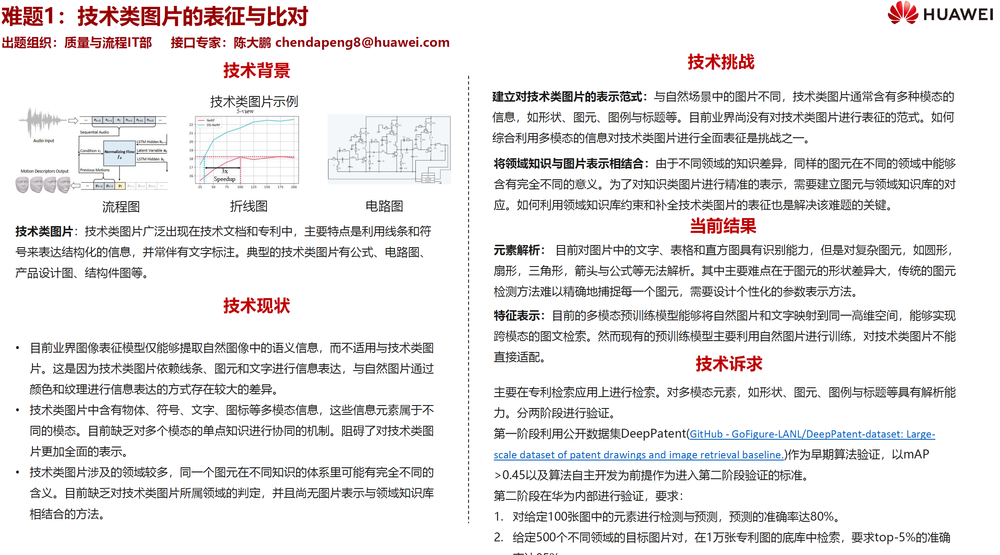 难题1：技术类图片的表征与比对
HUAWEI
出题组织：质量与流程IT部 接口专家：陈大鹏 chendapeng8@huawei.com
技术背景
技术类图片示例
Audio Input
... a_{i-2} a_{i-1} a_i a_{i+1} a_{i+2} a_{i+3} ...
Sequential Audio
LSTM Hidden h_{i-1}
Condition c_i
Normalizing Flow
f_θ
Latent Variable n_i
LSTM Hidden h_i
Previous Motions
Motion Descriptors Output
... p_{i-2} p_{i-1} p_i p_{i+1} p_{i+2} p_{i+3} ...
流程图
5-view
NeRF
DS-NeRF
22
21
20
19
18
17
16
3x
Speedup
25 50 75 100 125 150 175 200
折线图
电路图
技术类图片：技术类图片广泛出现在技术文档和专利中，主要特点是利用线条和符
号来表达结构化的信息，并常伴有文字标注。典型的技术类图片有公式、电路图、
产品设计图、结构件图等。
技术现状
• 目前业界图像表征模型仅能够提取自然图像中的语义信息，而不适用与技术类图
片。这是因为技术类图片依赖线条、图元和文字进行信息表达，与自然图片通过
颜色和纹理进行信息表达的方式存在较大的差异。
• 技术类图片中含有物体、符号、文字、图标等多模态信息，这些信息元素属于不
同的模态。目前缺乏对多个模态的单点知识进行协同的机制。阻碍了对技术类图
片更加全面的表示。
• 技术类图片涉及的领域较多，同一个图元在不同知识的体系里可能有完全不同的
含义。目前缺乏对技术类图片所属领域的判定，并且尚无图片表示与领域知识库
相结合的方法。
技术挑战
建立对技术类图片的表示范式：与自然场景中的图片不同，技术类图片通常含有多种模态的
信息，如形状、图元、图例与标题等。目前业界尚没有对技术类图片进行表征的范式。如何
综合利用多模态的信息对技术类图片进行全面表征是挑战之一。
将领域知识与图片表示相结合：由于不同领域的知识差异，同样的图元在不同的领域中能够
含有完全不同的意义。为了对知识类图片进行精准的表示，需要建立图元与领域知识库的对
应。如何利用领域知识库约束和补全技术类图片的表征也是解决该难题的关键。
当前结果
元素解析： 目前对图片中的文字、表格和直方图具有识别能力，但是对复杂图元，如圆形，
扇形，三角形，箭头与公式等无法解析。其中主要难点在于图元的形状差异大，传统的图元
检测方法难以精确地捕捉每一个图元，需要设计个性化的参数表示方法。
特征表示：目前的多模态预训练模型能够将自然图片和文字映射到同一高维空间，能够实现
跨模态的图文检索。然而现有的预训练模型主要利用自然图片进行训练，对技术类图片不能
直接适配。
技术诉求
主要在专利检索应用上进行检索。对多模态元素，如形状、图元、图例与标题等具有解析能
力。分两阶段进行验证。
第一阶段利用公开数据集DeepPatent(GitHub - GoFigure-LANL/DeepPatent-dataset: Large-
scale dataset of patent drawings and image retrieval baseline.)作为早期算法验证，以mAP
>0.45以及算法自主开发为前提作为进入第二阶段验证的标准。
第二阶段在华为内部进行验证，要求：
1. 对给定100张图中的元素进行检测与预测，预测的准确率达80%。
2. 给定500个不同领域的目标图片对，在1万张专利图的底库中检索，要求top-5%的准确